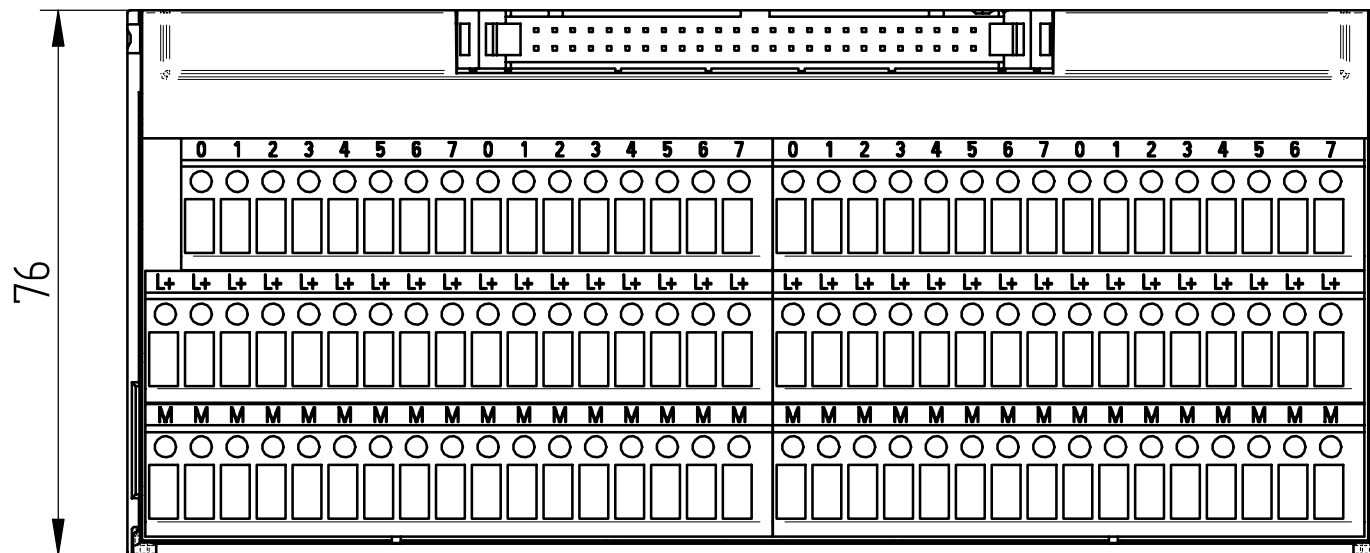 0 1 2 3 4 5 6 7 0 1 2 3 4 5 6 7 0 1 2 3 4 5 6 7 0 1 2 3 4 5 6 7
76
L+ L+ L+ L+ L+ L+ L+ L+ L+ L+ L+ L+ L+ L+ L+ L+ L+ L+ L+ L+ L+ L+ L+ L+ L+ L+ L+ L+ L+ L+ L+ L+ L+
M M M M M M M M M M M M M M M M M M M M M M M M M M M M M M M M M